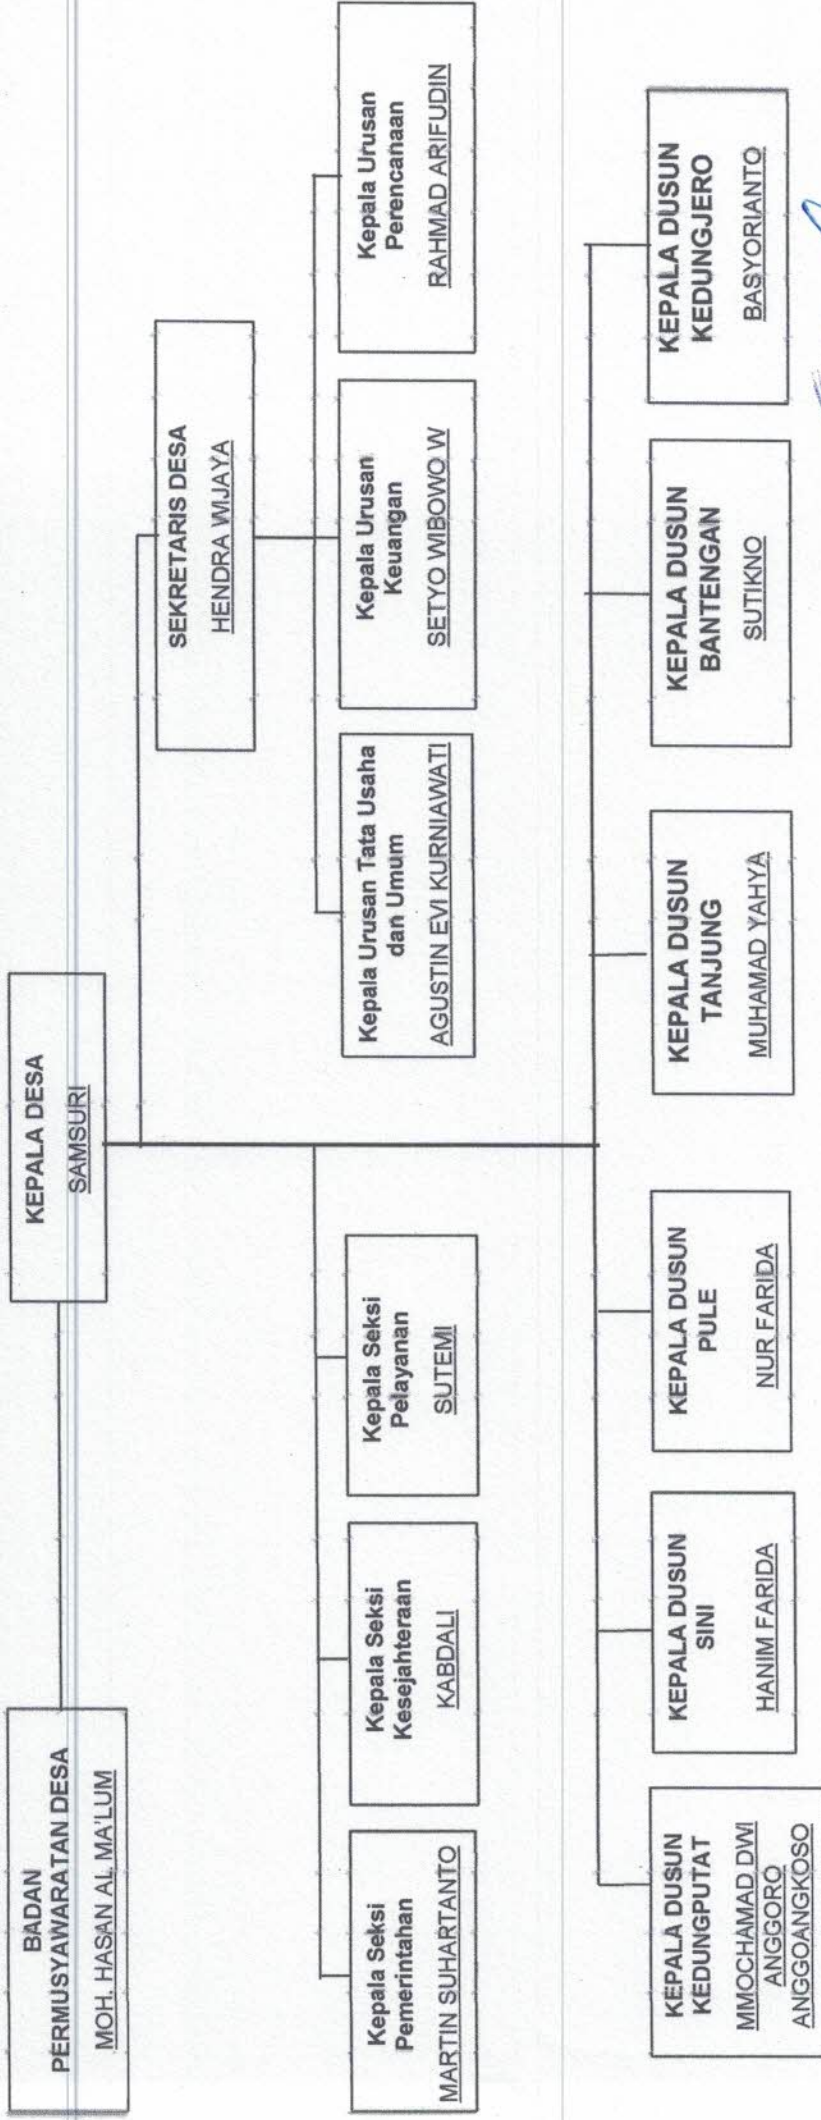 BADAN
PERMUSYAWARATAN DESA
MOH. HASAN AL MA'LUM
KEPALA DESA
SAMSURI
SEKRETARIS DESA
HENDRA WIJAYA
Kepala Seksi
Pemerintahan
MARTIN SUHARTANTO
Kepala Seksi
Kesejahteraan
KABDALI
Kepala Seksi
Pelayanan
SUTEMI
Kepala Urusan Tata Usaha
dan Umum
AGUSTIN EVI KURNIAWATI
Kepala Urusan
Keuangan
SETYO WIBOWO W
Kepala Urusan
Perencanaan
RAHMAD ARIFUDIN
KEPALA DUSUN
KEDUNGPUTAT
MMOCHAMAD DWI
ANGGORO
ANGGOANGKOSO
KEPALA DUSUN
SINI
HANIM FARIDA
KEPALA DUSUN
PULE
NUR FARIDA
KEPALA DUSUN
TANJUNG
MUHAMAD YAHYA
KEPALA DUSUN
BANTENGAN
SUTIKNO
KEPALA DUSUN
KEDUNGJERO
BASYORIANTO